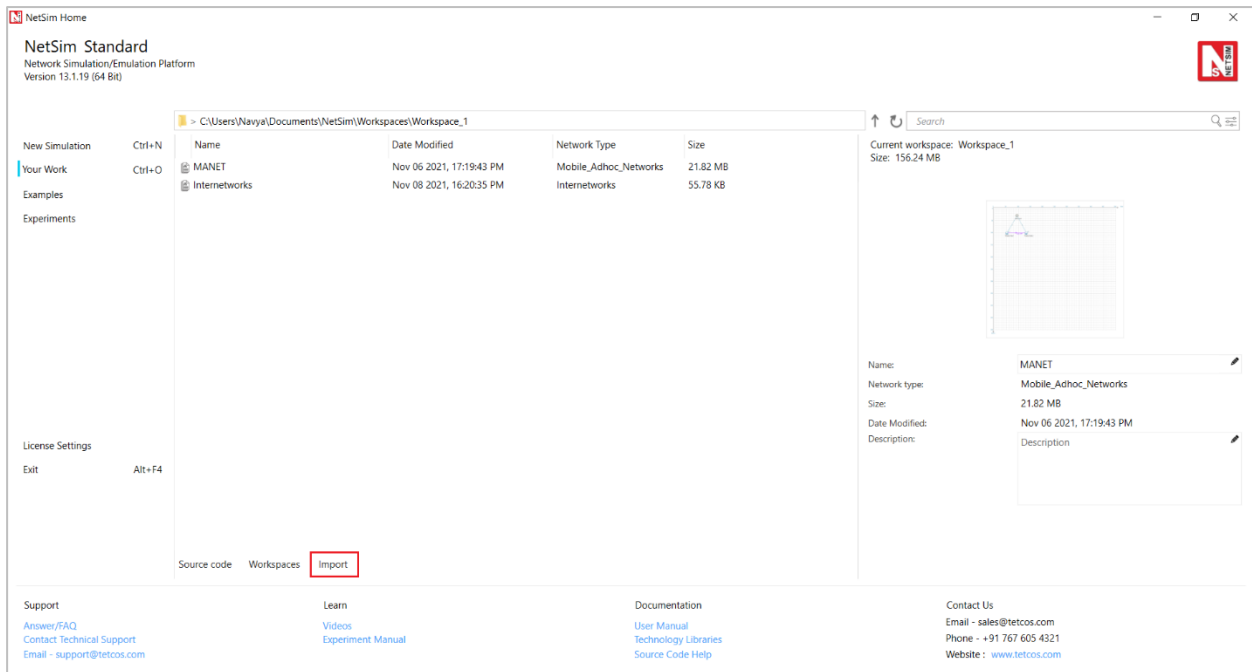 NetSim Home
NetSim Standard
Network Simulation/Emulation Platform
Version 13.1.19 (64 Bit)
NETSIM
> C:\Users\Navya\Documents\NetSim\Workspaces\Workspace_1
Search
New Simulation Ctrl+N
Your Work Ctrl+O
Examples
Experiments
License Settings
Exit Alt+F4
Name Date Modified Network Type Size
MANET Nov 06 2021, 17:19:43 PM Mobile_Adhoc_Networks 21.82 MB
Internetworks Nov 08 2021, 16:20:35 PM Internetworks 55.78 KB
Source code Workspaces Import
Current workspace: Workspace_1
Size: 156.24 MB
Name: MANET
Network type: Mobile_Adhoc_Networks
Size: 21.82 MB
Date Modified: Nov 06 2021, 17:19:43 PM
Description: Description
Support
Answer/FAQ
Contact Technical Support
Email - support@tetcos.com
Learn
Videos
Experiment Manual
Documentation
User Manual
Technology Libraries
Source Code Help
Contact Us
Email - sales@tetcos.com
Phone - +91 767 605 4321
Website : www.tetcos.com